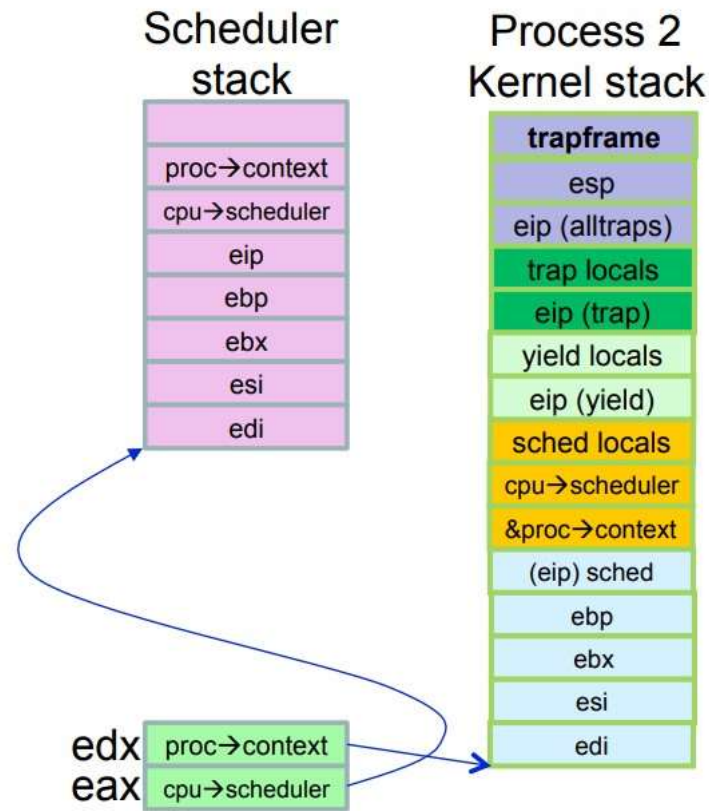 Scheduler
stack
proc→context
cpu→scheduler
eip
ebp
ebx
esi
edi
Process 2
Kernel stack
trapframe
esp
eip (alltraps)
trap locals
eip (trap)
yield locals
eip (yield)
sched locals
cpu→scheduler
&proc→context
(eip) sched
ebp
ebx
esi
edi
edx proc→context
eax cpu→scheduler